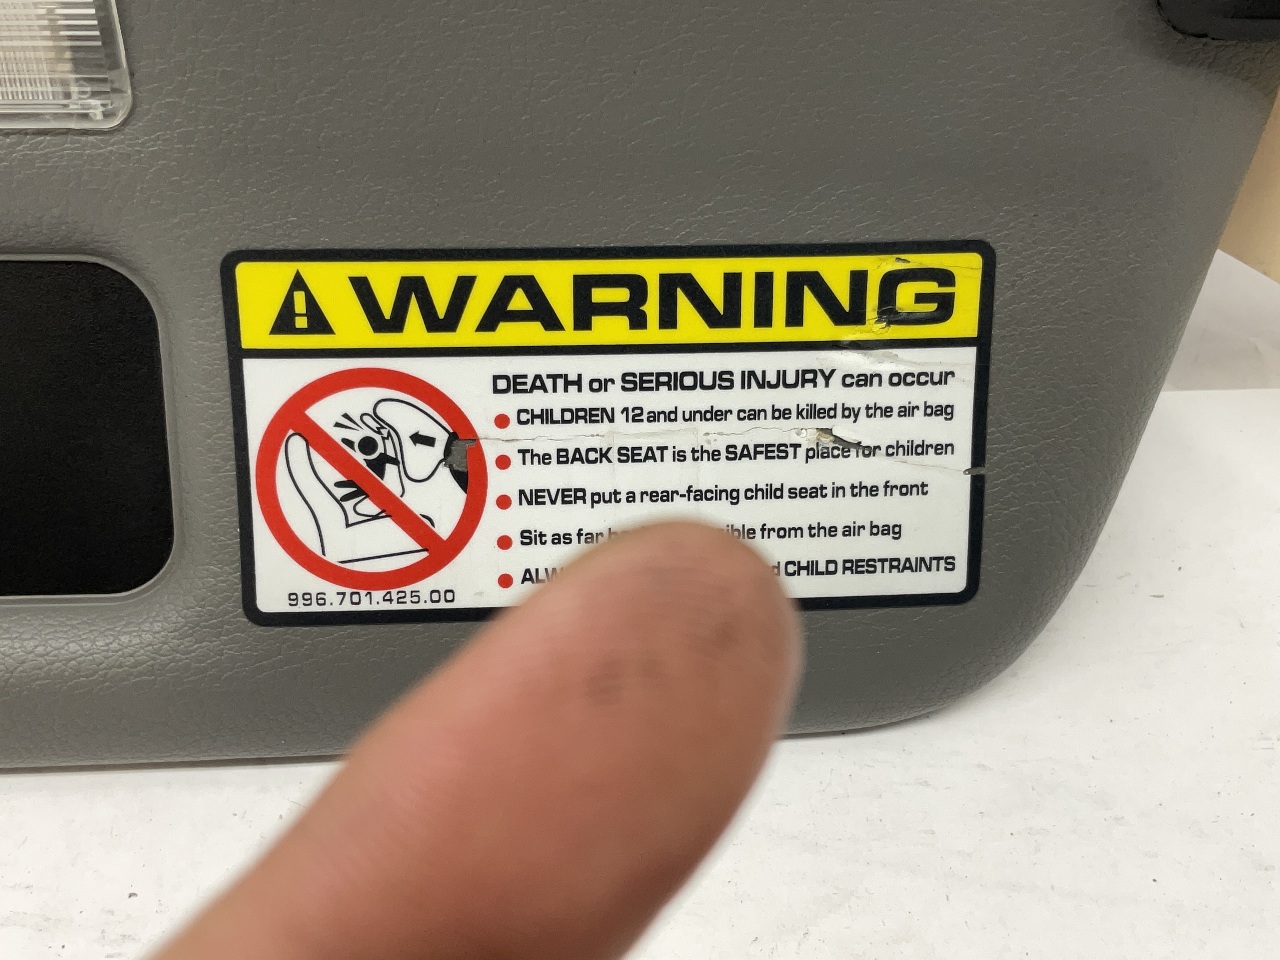 WARNING
DEATH or SERIOUS INJURY can occur
CHILDREN 12 and under can be killed by the air bag
The BACK SEAT is the SAFEST place for children
NEVER put a rear-facing child seat in the front
Sit as far from the air bag
CHILD RESTRAINTS
996.701.425.00